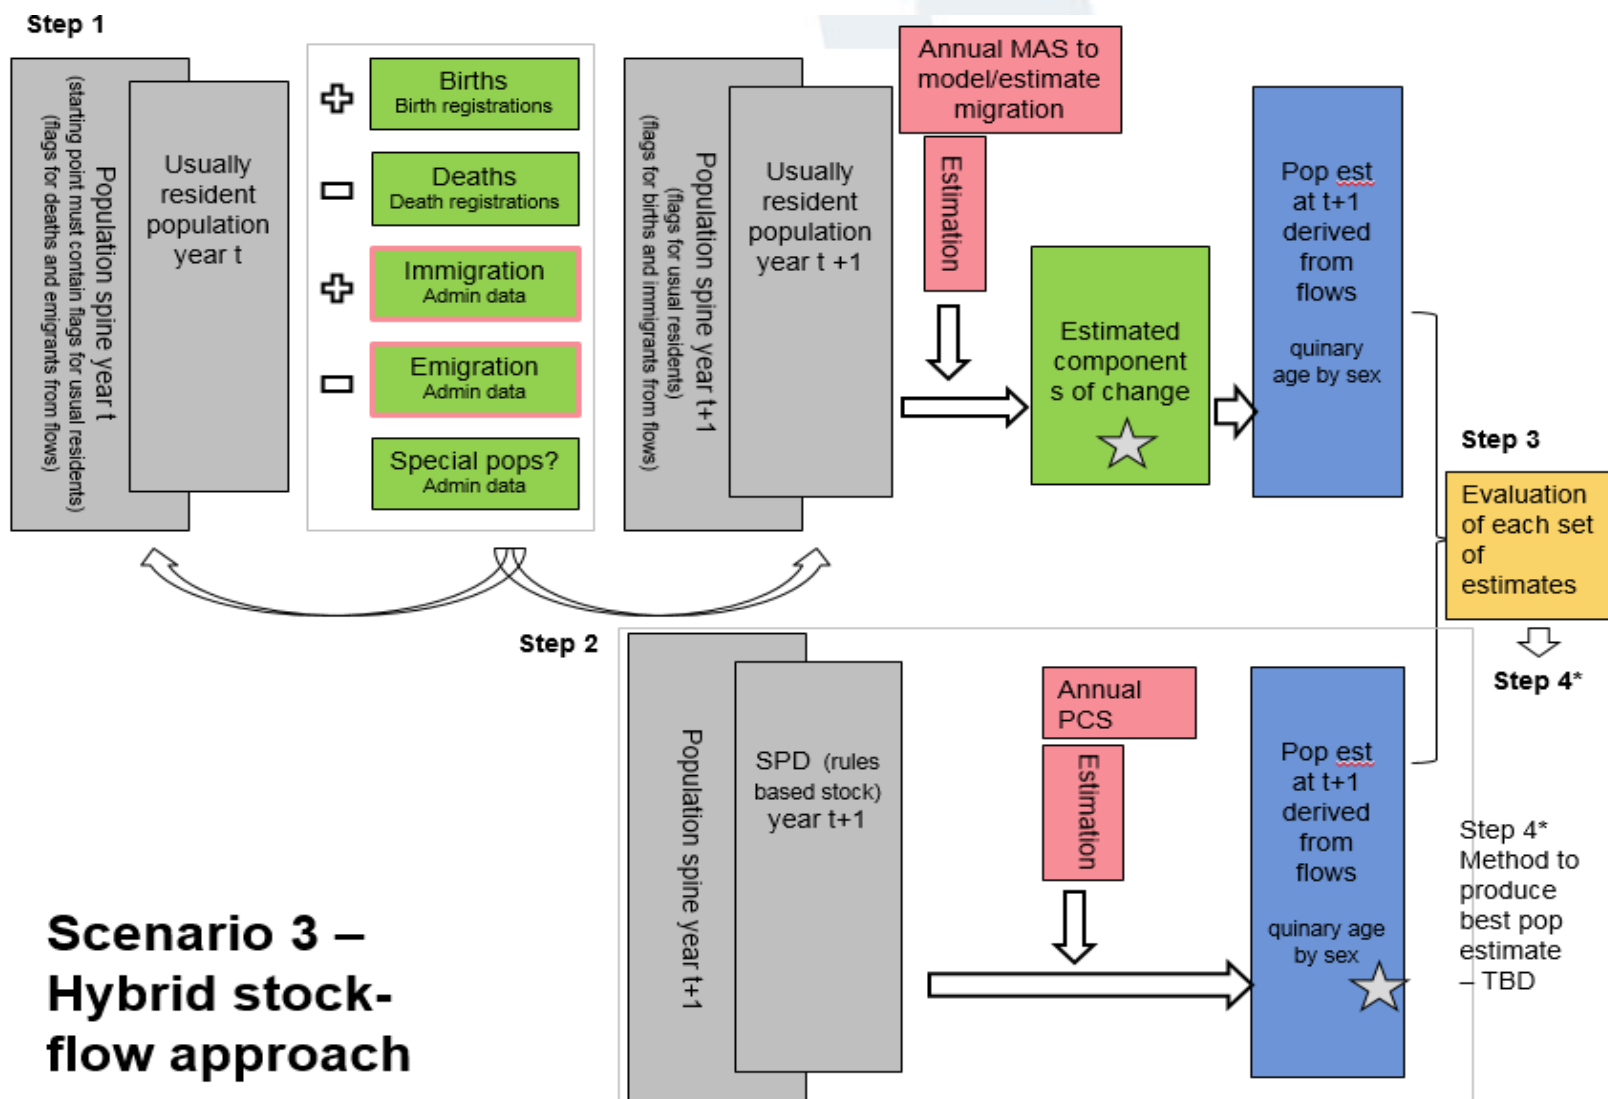 Step 1
Population spine year t
(starting point must contain flags for usual residents)
(flags for deaths and emigrants from flows)
Usually
resident
population
year t
Births
Birth registrations
Deaths
Death registrations
Immigration
Admin data
Emigration
Admin data
Special pops?
Admin data
Population spine year t+1
(flags for usual residents)
(flags for births and immigrants from flows)
Usually
resident
population
year t +1
Annual MAS to
model/estimate
migration
Estimation
Estimated
component
s of change
Pop est
at t+1
derived
from
flows
quinary
age by sex
Step 3
Evaluation
of each set
of
estimates
Step 4*
Step 2
Population spine year t+1
SPD (rules
based stock)
year t+1
Annual
PCS
Estimation
Pop est
at t+1
derived
from
flows
quinary age
by sex
Step 4*
Method to
produce
best pop
estimate
– TBD
Scenario 3 –
Hybrid stock-
flow approach